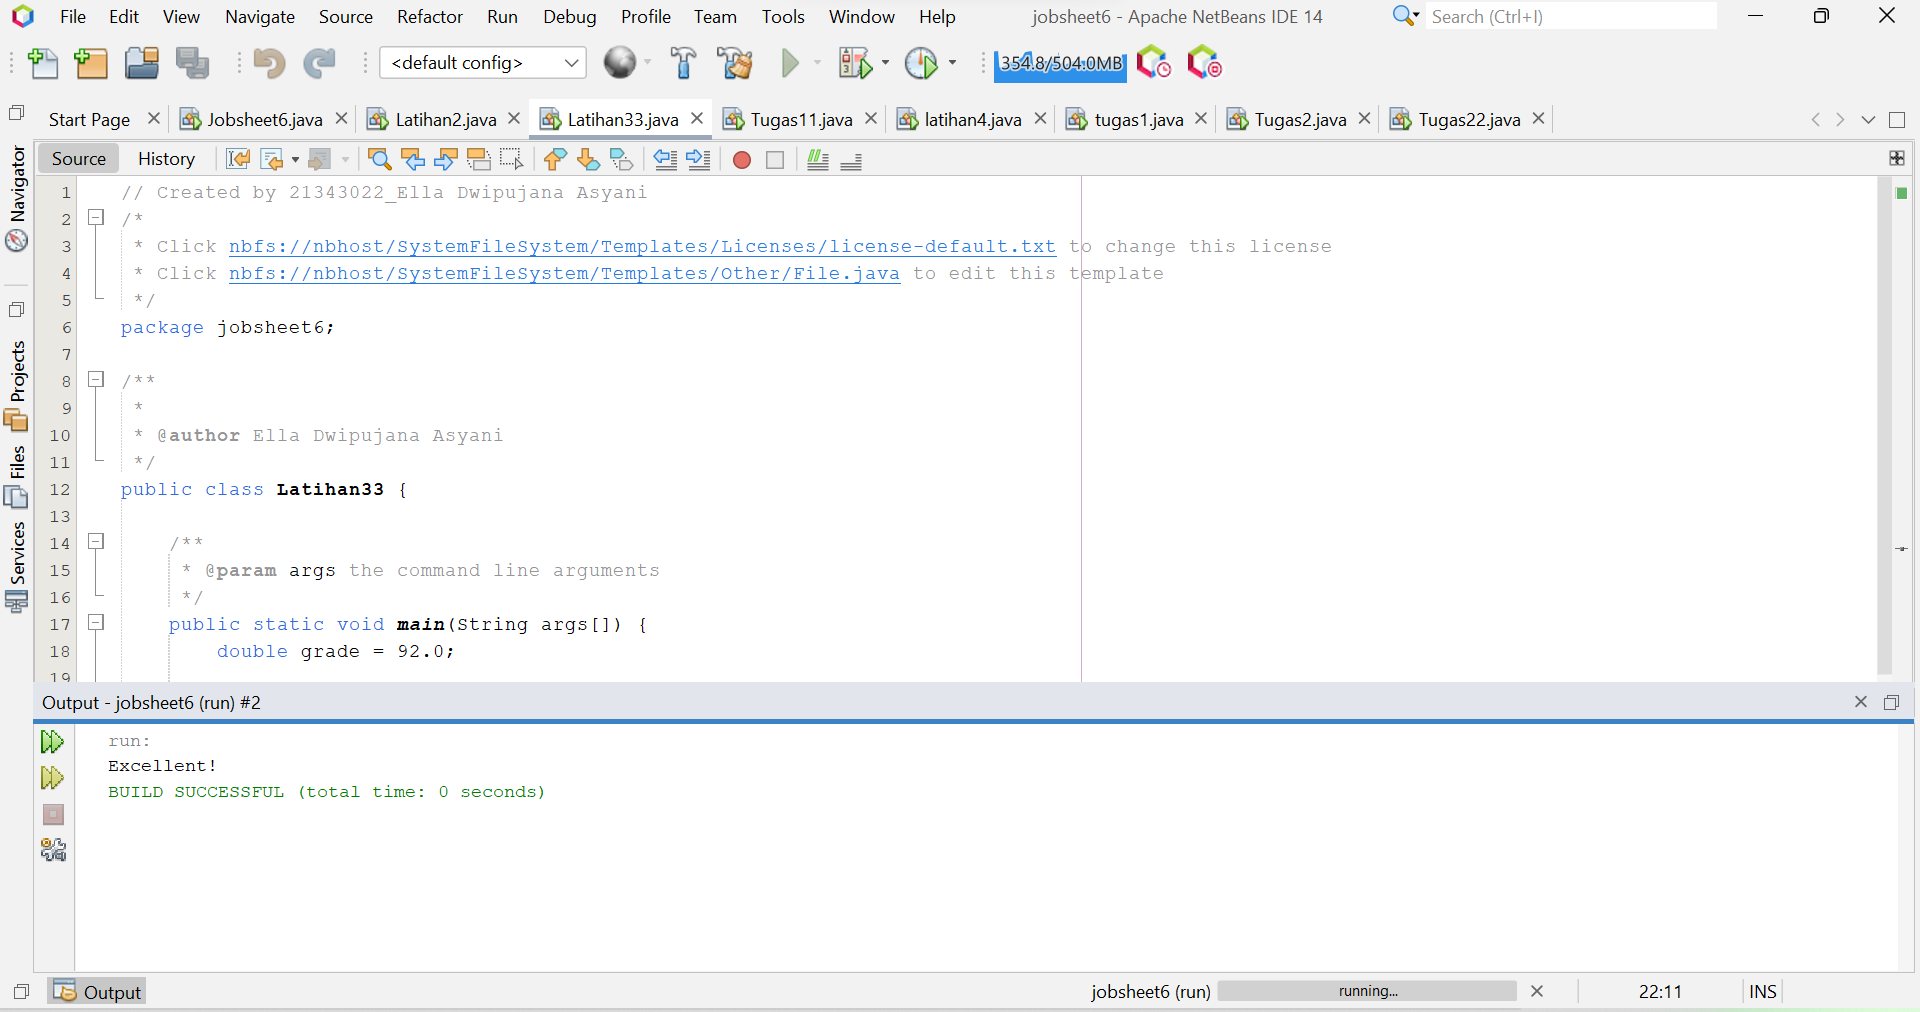 File Edit View Navigate Source Refactor Run Debug Profile Team Tools Window Help jobsheet6 - Apache NetBeans IDE 14 Search (Ctrl+I)
<default config> 354.8/504.0MB
Start Page Jobsheet6.java Latihan2.java Latihan33.java Tugas11.java latihan4.java tugas1.java Tugas2.java Tugas22.java
Source History
Navigator
Projects
Files
Services
1 // Created by 21343022_Ella Dwipujana Asyani
2 /*
3 * Click nbfs://nbhost/SystemFileSystem/Templates/Licenses/license-default.txt to change this license
4 * Click nbfs://nbhost/SystemFileSystem/Templates/Other/File.java to edit this template
5 */
6 package jobsheet6;
7
8 /**
9 *
10 * @author Ella Dwipujana Asyani
11 */
12 public class Latihan33 {
13
14 /**
15 * @param args the command line arguments
16 */
17 public static void main(String args[]) {
18 double grade = 92.0;
19
Output - jobsheet6 (run) #2
run:
Excellent!
BUILD SUCCESSFUL (total time: 0 seconds)
Output jobsheet6 (run) running... 22:11 INS